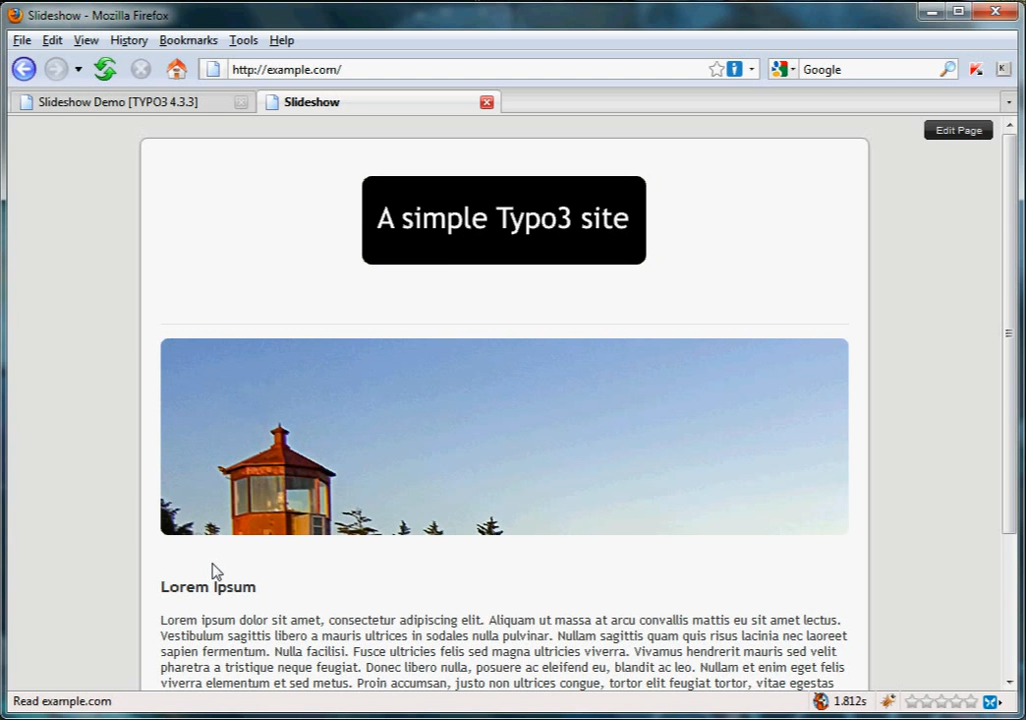 Slideshow - Mozilla Firefox
File Edit View History Bookmarks Tools Help
http://example.com/
Google
Slideshow Demo [TYPO3 4.3.3]
Slideshow
Edit Page
A simple Typo3 site
Lorem Ipsum
Lorem ipsum dolor sit amet, consectetur adipiscing elit. Aliquam ut massa at arcu convallis mattis eu sit amet lectus.
Vestibulum sagittis libero a mauris ultrices in sodales nulla pulvinar. Nullam sagittis quam quis risus lacinia nec laoreet
sapien fermentum. Nulla facilisi. Fusce ultricies felis sed magna ultricies viverra. Vivamus hendrerit mauris sed velit
pharetra a tristique neque feugiat. Donec libero nulla, posuere ac eleifend eu, blandit ac leo. Nullam et enim eget felis
viverra elementum et sed metus. Proin accumsan, justo non ultrices congue, tortor elit feugiat tortor, vitae egestas
Read example.com
1.812s